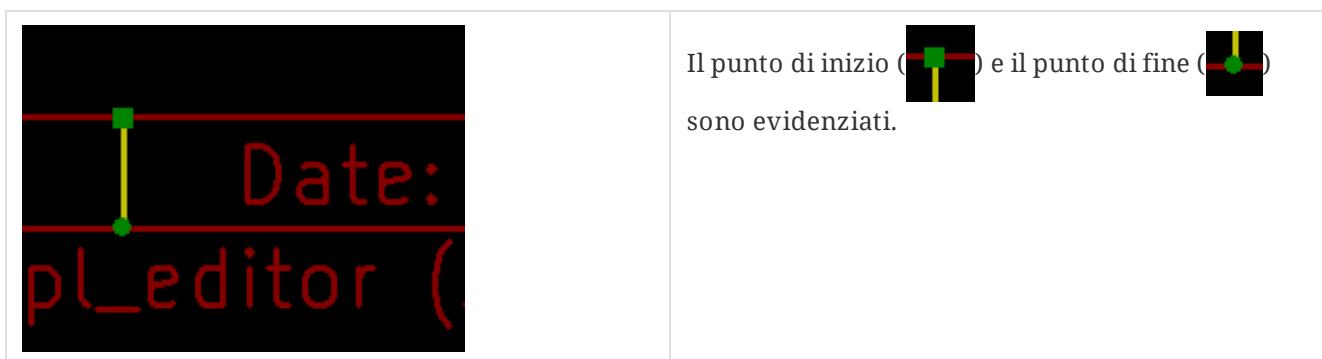 Date:
pl_editor (
Il punto di inizio ( ) e il punto di fine ( )
sono evidenziati.